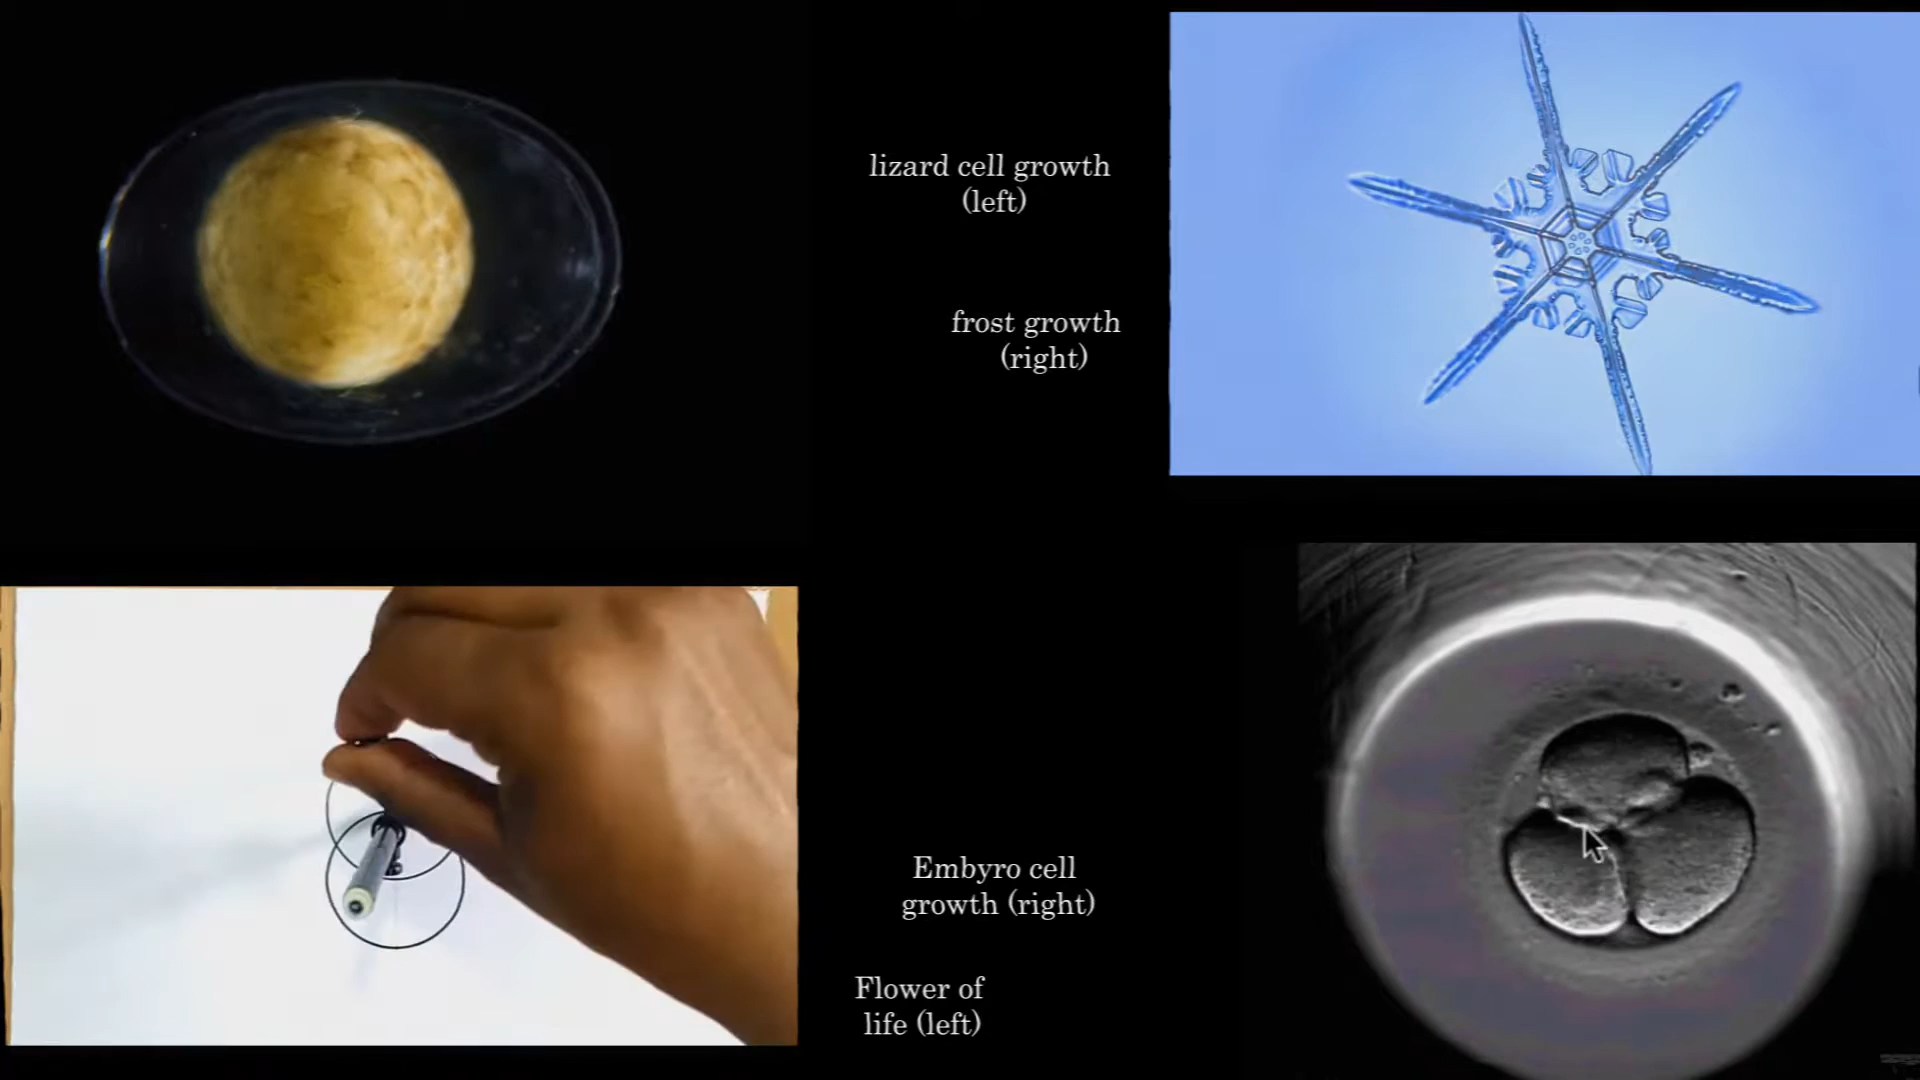 lizard cell growth
(left)
frost growth
(right)
Embyro cell
growth (right)
Flower of
life (left)